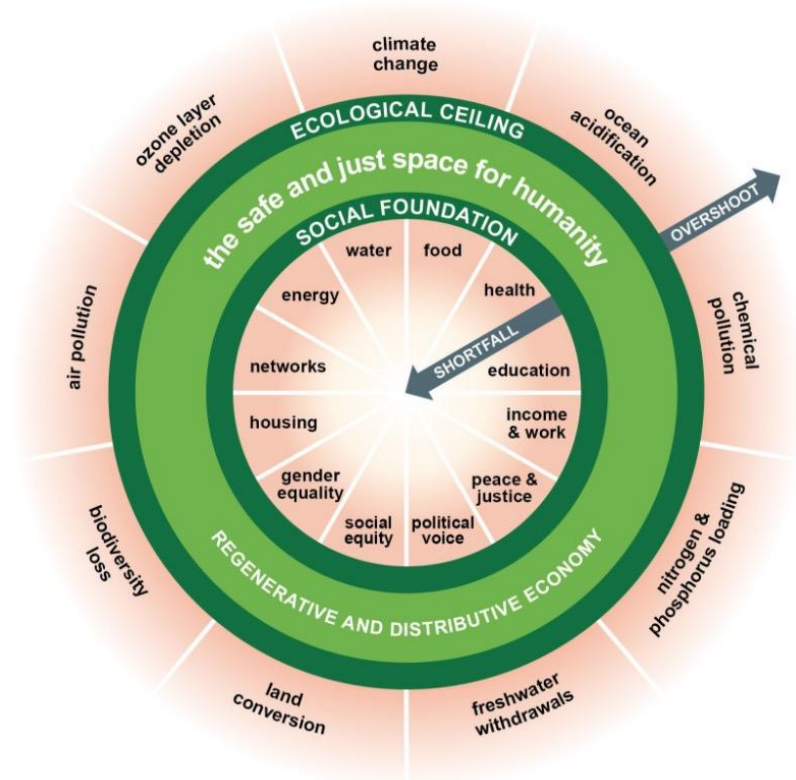 climate
change
ocean
acidification
chemical
pollution
nitrogen &
phosphorus loading
freshwater
withdrawals
land
conversion
biodiversity
loss
air pollution
ozone layer
depletion
ECOLOGICAL CEILING
the safe and just space for humanity
SOCIAL FOUNDATION
OVERSHOOT
SHORTFALL
water
food
health
education
income
& work
peace &
justice
political
voice
social
equity
gender
equality
housing
networks
energy
REGENERATIVE AND DISTRIBUTIVE ECONOMY